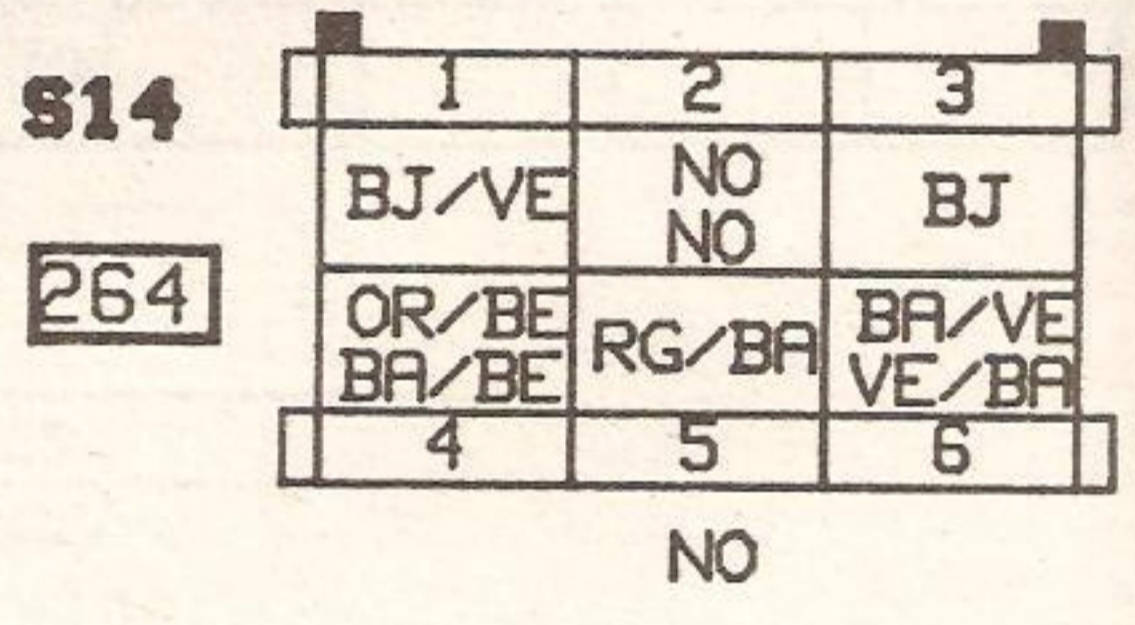 S14
1 2 3
BJ/VE NO BJ
NO
264
OR/BE RG/BA BA/VE
BA/BE VE/BA
4 5 6
NO